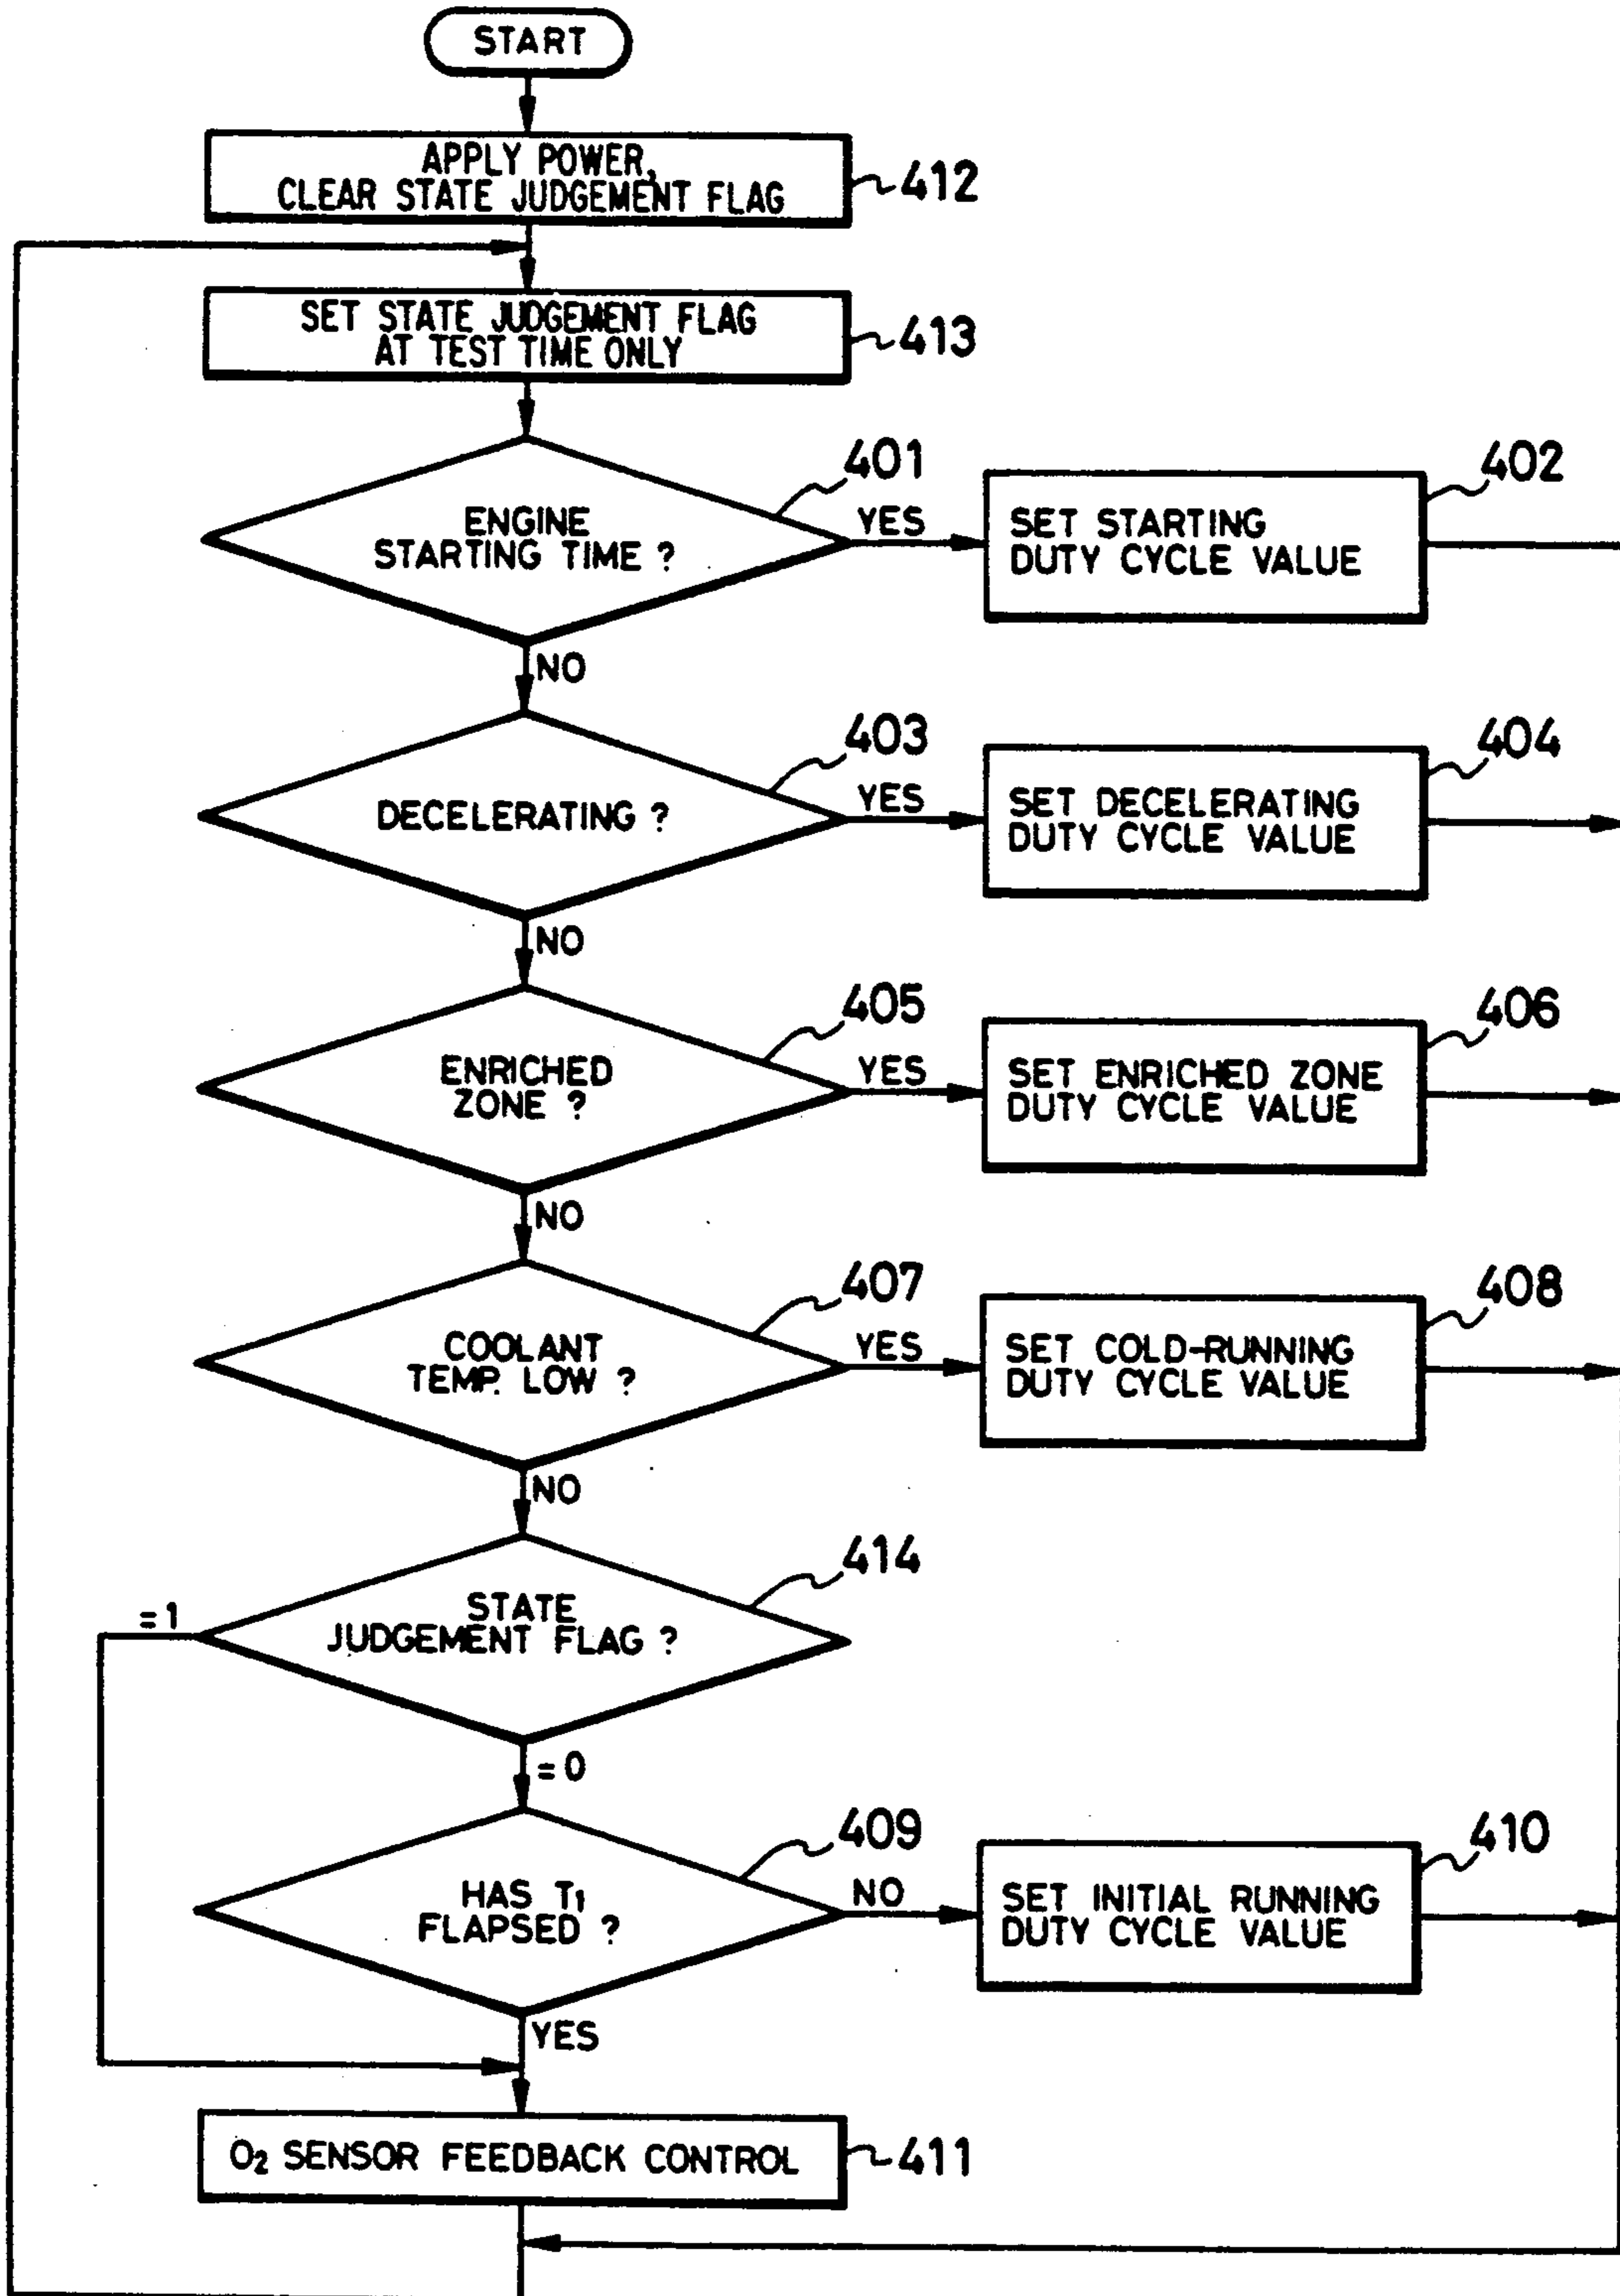 START
APPLY POWER,
CLEAR STATE JUDGEMENT FLAG
412
SET STATE JUDGEMENT FLAG
AT TEST TIME ONLY
413
ENGINE
STARTING TIME ?
401
YES
SET STARTING
DUTY CYCLE VALUE
402
NO
DECELERATING ?
403
YES
SET DECELERATING
DUTY CYCLE VALUE
404
NO
ENRICHED
ZONE ?
405
YES
SET ENRICHED ZONE
DUTY CYCLE VALUE
406
NO
COOLANT
TEMP. LOW ?
407
YES
SET COLD-RUNNING
DUTY CYCLE VALUE
408
NO
STATE
JUDGEMENT FLAG ?
414
=1
=0
HAS T1
FLAPSED ?
409
NO
SET INITIAL RUNNING
DUTY CYCLE VALUE
410
YES
O2 SENSOR FEEDBACK CONTROL
411